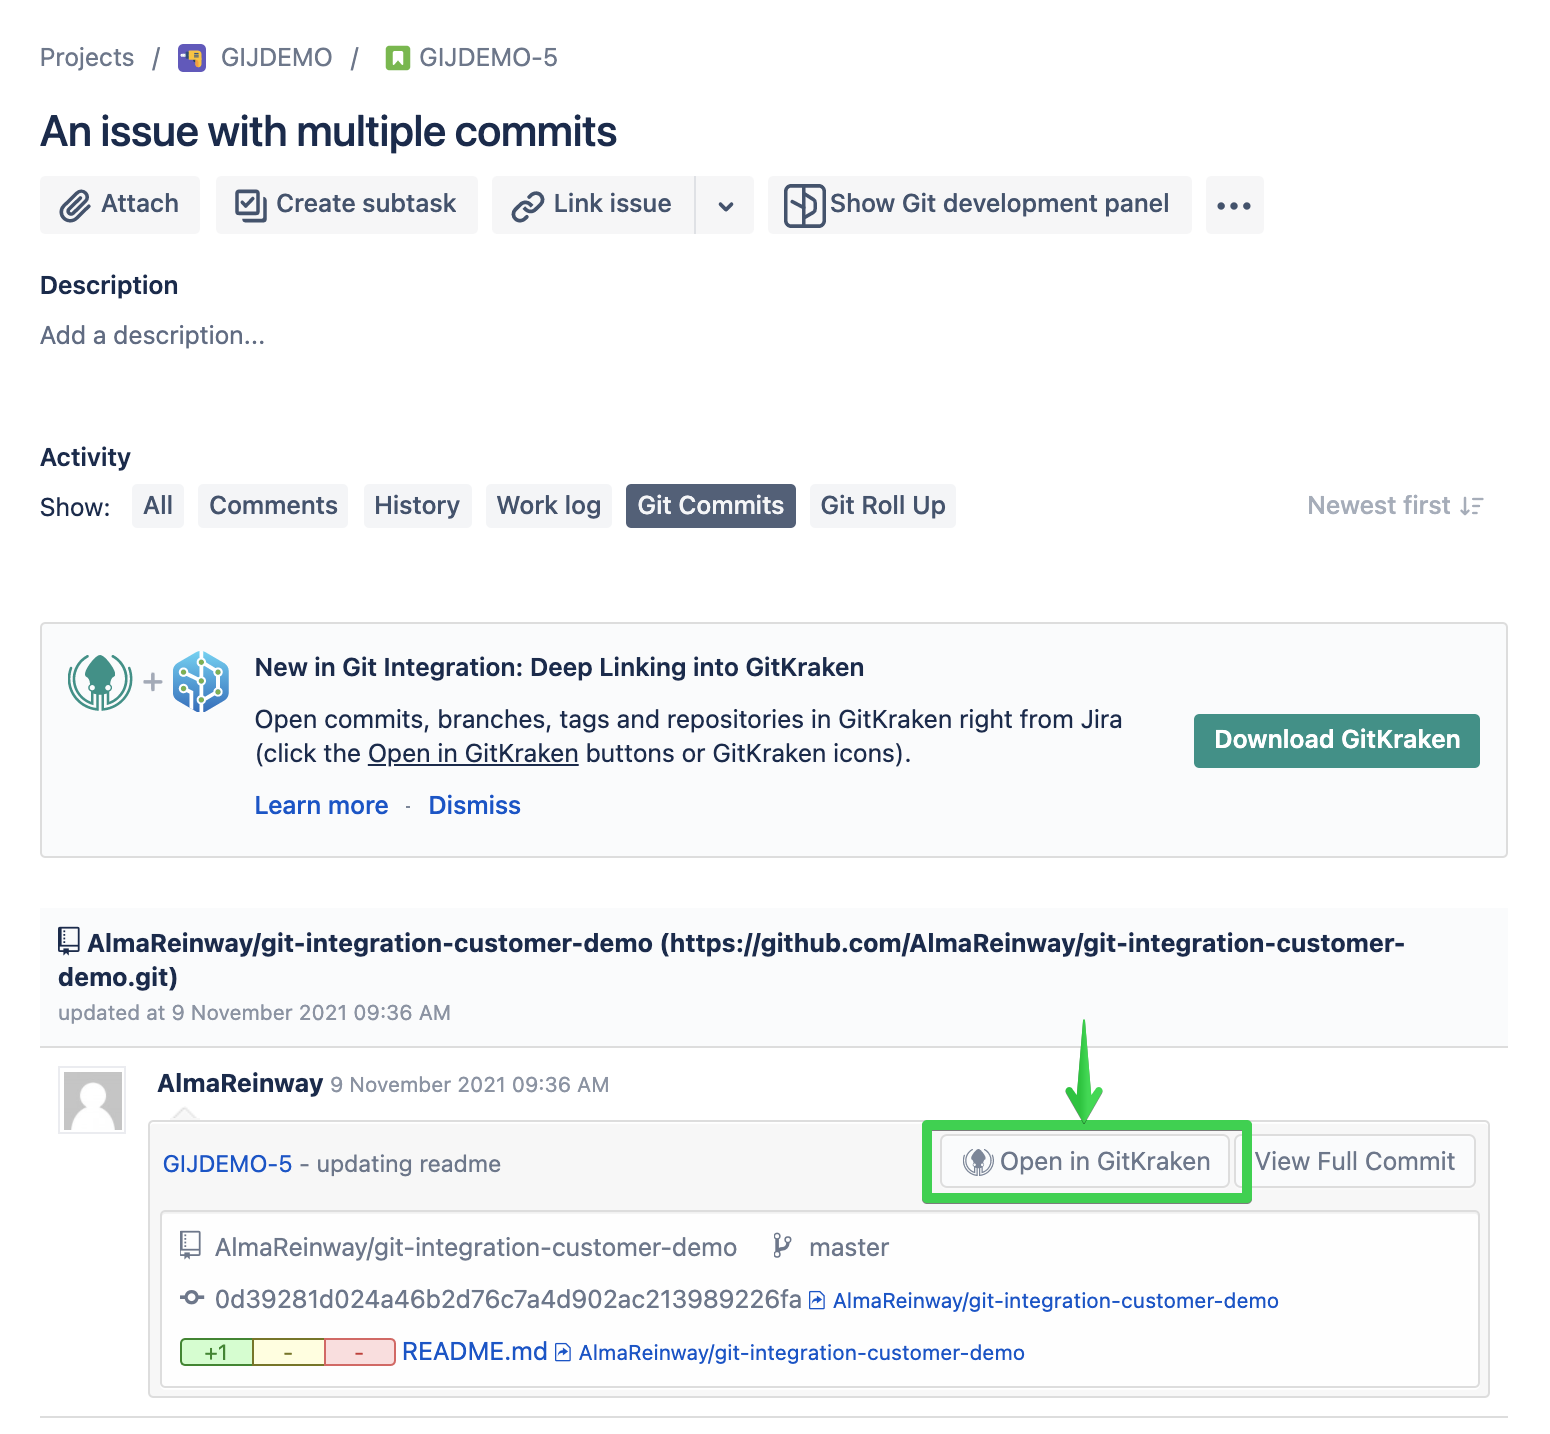 Projects / GIJDEMO / GIJDEMO-5
An issue with multiple commits
Attach Create subtask Link issue Show Git development panel
Description
Add a description...
Activity
Show: All Comments History Work log Git Commits Git Roll Up Newest first
New in Git Integration: Deep Linking into GitKraken
Open commits, branches, tags and repositories in GitKraken right from Jira
(click the Open in GitKraken buttons or GitKraken icons).
Download GitKraken
Learn more · Dismiss
AlmaReinway/git-integration-customer-demo (https://github.com/AlmaReinway/git-integration-customer-
demo.git)
updated at 9 November 2021 09:36 AM
AlmaReinway 9 November 2021 09:36 AM
GIJDEMO-5 - updating readme Open in GitKraken View Full Commit
AlmaReinway/git-integration-customer-demo master
0d39281d024a46b2d76c7a4d902ac213989226fa AlmaReinway/git-integration-customer-demo
+1 - - README.md AlmaReinway/git-integration-customer-demo